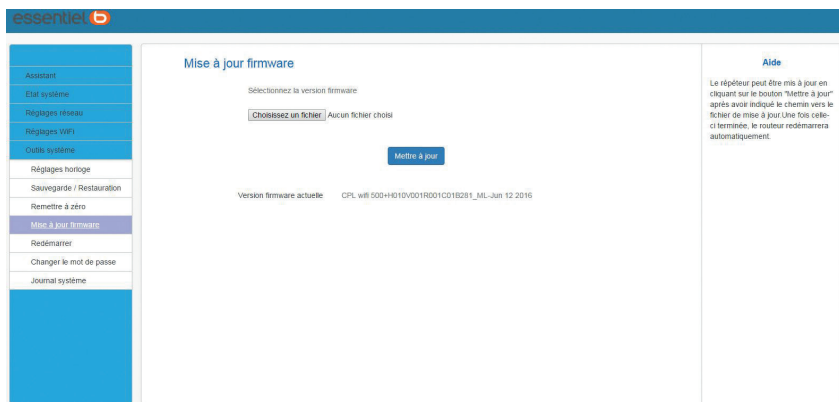 essentiel b
Assistant
Etat système
Réglages réseau
Réglages WiFi
Outils système
Réglages horloge
Sauvegarde / Restauration
Remettre à zéro
Mise à jour firmware
Redémarrer
Changer le mot de passe
Journal système
Mise à jour firmware
Sélectionnez la version firmware
Choisissez un fichier Aucun fichier choisi
Mettre à jour
Version firmware actuelle CPL wifi 500+H010V001R001C01B281_ML-Jun 12 2016
Aide
Le répéteur peut être mis à jour en
cliquant sur le bouton "Mettre à jour"
après avoir indiqué le chemin vers le
fichier de mise à jour.Une fois celle-
ci terminée, le routeur redémarrera
automatiquement.